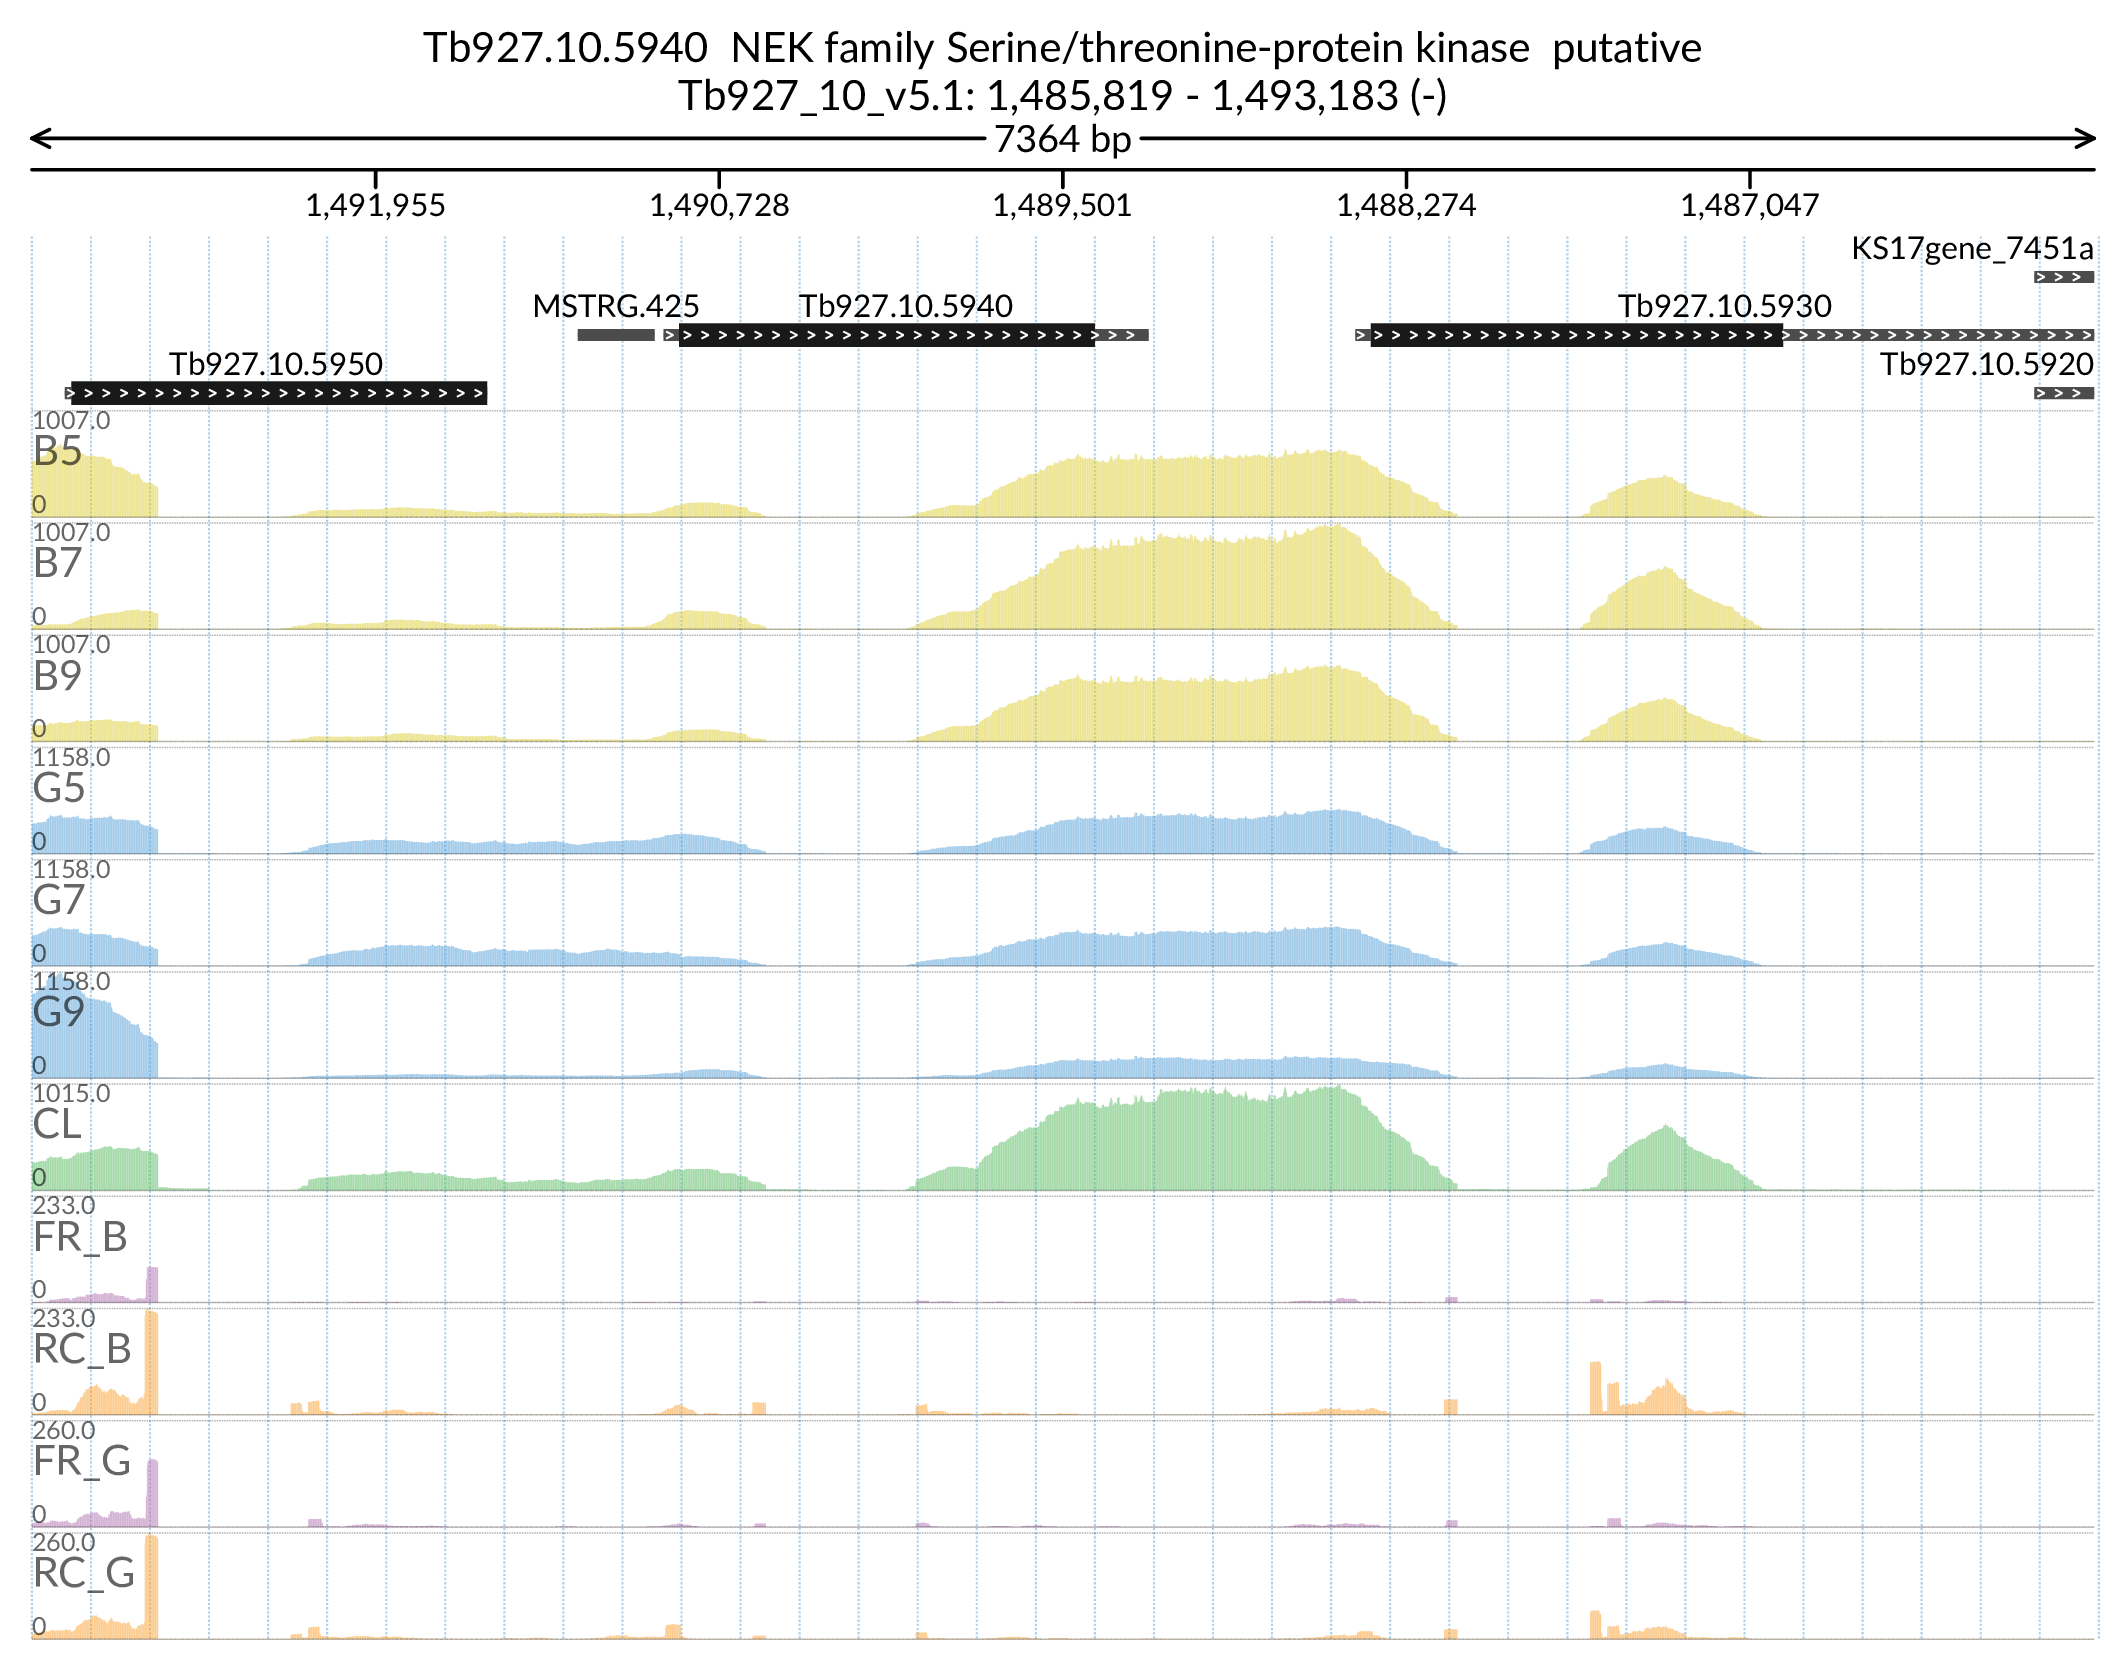 Tb927.10.5940  NEK family Serine/threonine-protein kinase  putative
Tb927_10_v5.1: 1,485,819 - 1,493,183 (-)
7364 bp
1,491,955 1,490,728 1,489,501 1,488,274 1,487,047
KS17gene_7451a
MSTRG.425 Tb927.10.5940 Tb927.10.5930
Tb927.10.5950 Tb927.10.5920
1007.0
B5
0
1007.0
B7
0
1007.0
B9
0
1158.0
G5
0
1158.0
G7
0
1158.0
G9
0
1015.0
CL
0
233.0
FR_B
0
233.0
RC_B
0
260.0
FR_G
0
260.0
RC_G
0